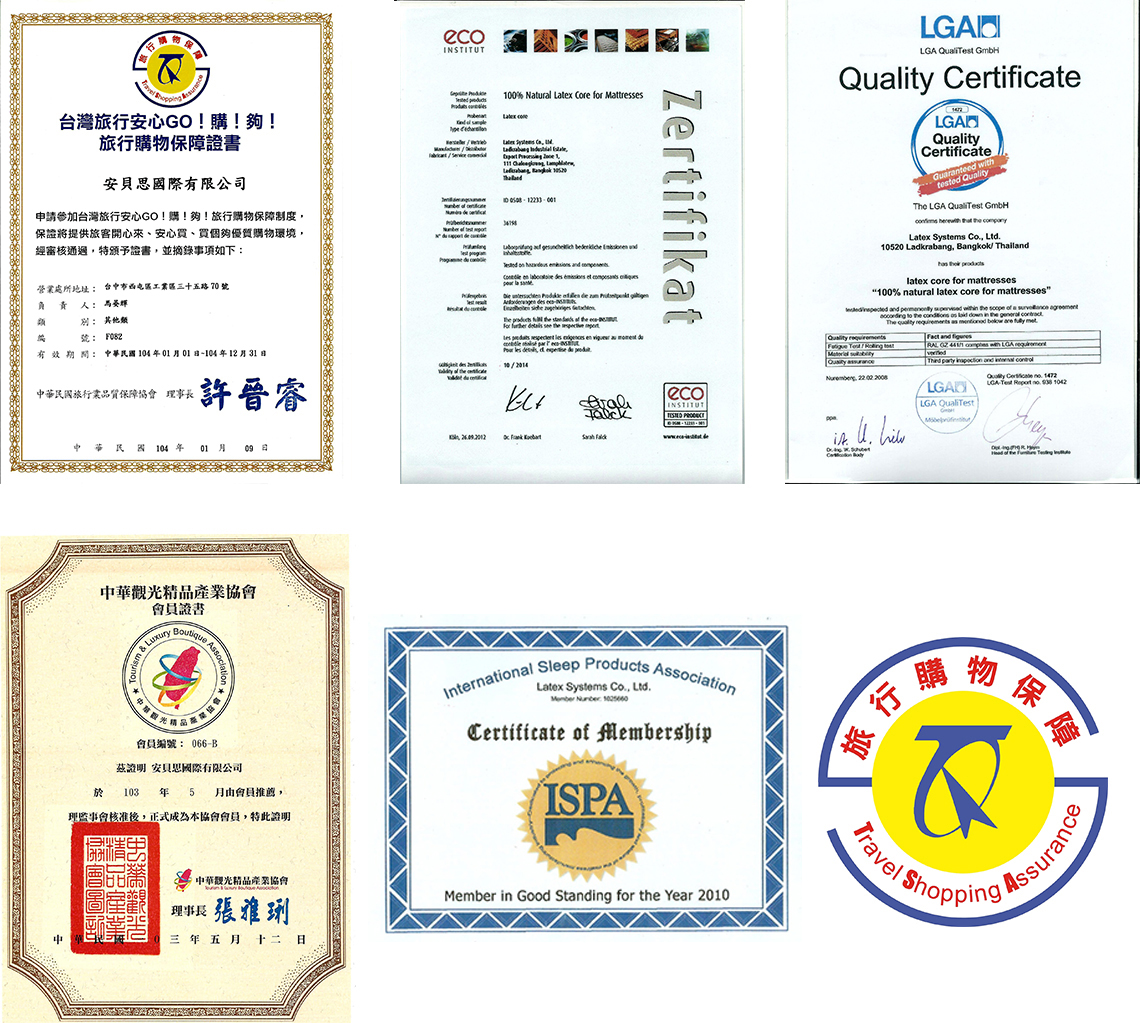 旅行購物保障
Travel Shopping Assurance
台灣旅行安心GO！購！夠！
旅行購物保障證書
安貝思國際有限公司
申請參加台灣旅行安心GO！購！夠！旅行購物保障制度，
保證將提供旅客開心來、安心買、買個夠優質購物環境，
經審核通過，特頒予證書，並摘錄事項如下：
營業處所地址： 台中市西屯區工業區三十五路70號
負責人： 馬晏輝
類別： 其他類
編號： F082
有效期間： 中華民國104年01月01日-104年12月31日
中華民國旅行業品質保障協會 理事長 許晉睿
中華民國 104 年 01 月 09 日
eco
INSTITUT
Zertifikat
Geprüfte Produkte
Tested products
Produits contrôlés
100% Natural Latex Core for Mattresses
Probenart
Kind of sample
Type d'échantillon
Latex core
Hersteller / Vertrieb
Manufacturer / Distributor
Fabricant / Service comercial
Latex Systems Co., Ltd.
Ladkrabang Industrial Estate,
Export Processing Zone 1,
111 Chalongkrung, Lamphlatew,
Ladkrabang, Bangkok 10520
Thailand
Zertifizierungsnummer
Number of certificate
Numéro de certificat
ID 0508 - 12233 - 001
Prüfberichtsnummer
Number of test report
N° du rapport de contrôle
36198
Prüfumfang
Test program
Programme du contrôle
Laborprüfung auf gesundheitlich bedenkliche Emissionen und
Inhaltsstoffe.
Tested on hazardous emissions and components.
Contrôle en laboratoire des émissions et composants critiques
pour la santé.
Prüfergebnis
Test result
Résultat du contrôle
Die untersuchten Produkte erfüllen die zum Prüfzeitpunkt gültigen
Anforderungen des eco-INSTITUT.
Einzelheiten siehe zugehöriges Gutachten.
The products fulfil the standards of the eco-INSTITUT.
For further details see the respective report.
Les produits respectent les exigences en vigueur au moment du
contrôle réalisé par l' eco-INSTITUT.
Pour les détails, cf. expertise du produit.
Gültigkeit des Zertifikats
Validity of the certificate
Validité du certificat
10 / 2014
eco
INSTITUT
TESTED PRODUCT
ID 0508 - 12233 - 001
Köln, 26.09.2012
Dr. Frank Kuebart
Sarah Falck
www.eco-institut.de
LGA
LGA QualiTest GmbH
Quality Certificate
1472
LGA
Quality
Certificate
Guaranteed with
tested Quality
The LGA QualiTest GmbH
confirms herewith that the company
Latex Systems Co., Ltd.
10520 Ladkrabang, Bangkok/ Thailand
has their products
latex core for mattresses
“100% natural latex core for mattresses”
tested/inspected and permanently supervised within the scope of a surveillance agreement
according to the conditions as laid down in the general contract.
The quality requirements as mentioned below are fully met.
Quality requirements Fact and figures
Fatigue Test / Rolling test RAL GZ 441/1 complies with LGA requirement
Material suitability verified
Quality assurance Third party inspection and internal control
Nuremberg, 22.02.2008
Quality Certificate no. 1472
LGA-Test Report no. 938 1042
LGA
LGA QualiTest
GmbH
Möbelprüfinstitut
ppa.
Dr.-Ing. W. Schubert
Certification Body
Head of the Furniture Testing Institute
中華觀光精品產業協會
會員證書
Tourism & Luxury Boutique Association
中華觀光精品產業協會
會員編號： 066-B
茲證明 安貝思國際有限公司
於 103 年 5 月由會員推薦，
理監事會核准後，正式成為本協會會員，特此證明
中華觀光精品產業協會
Tourism & Luxury Boutique Association
理事長 張雅琍
中華民國 0三年五月十二日
International Sleep Products Association
Latex Systems Co., Ltd.
Member Number: 1025660
Certificate of Membership
ISPA
Member in Good Standing for the Year 2010
旅行購物保障
Travel Shopping Assurance